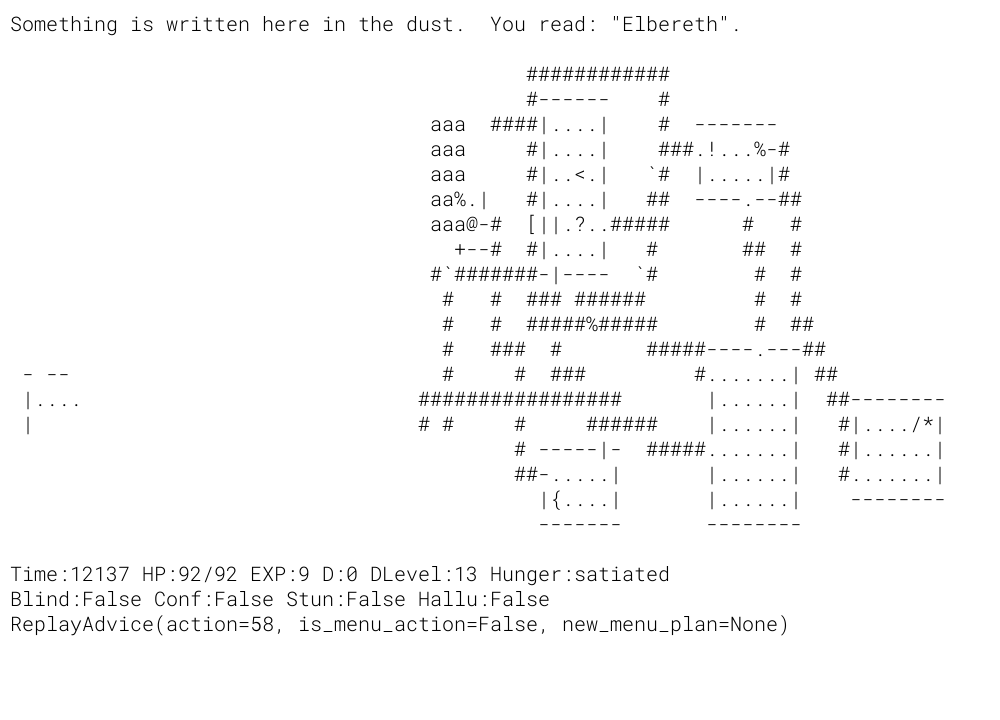 Something is written here in the dust.  You read: "Elbereth".

                                           ############
                                           #------    #
                                   aaa  ####|....|    #  -------
                                   aaa     #|....|    ###.!...%-#
                                   aaa     #|..<.|   `#  |.....|#
                                   aa%.|   #|....|   ##  ----.--##
                                   aaa@-#  [||.?..#####      #   #
                                     +--#  #|....|   #       ##  #
                                   #`#######-|----  `#        #  #
                                    #   #  ### ######         #  #
                                    #   #  #####%#####        #  ##
                                    #   ###  #       #####----.---##
 - --                               #     #  ###         #.......| ##
 |....                            #################       |......|  ##--------
 |                                # #     #     ######    |......|   #|..../*|
                                          # -----|-  #####.......|   #|......|
                                          ##-.....|       |......|   #.......|
                                            |{....|       |......|    --------
                                            -------       --------

Time:12137 HP:92/92 EXP:9 D:0 DLevel:13 Hunger:satiated
Blind:False Conf:False Stun:False Hallu:False
ReplayAdvice(action=58, is_menu_action=False, new_menu_plan=None)